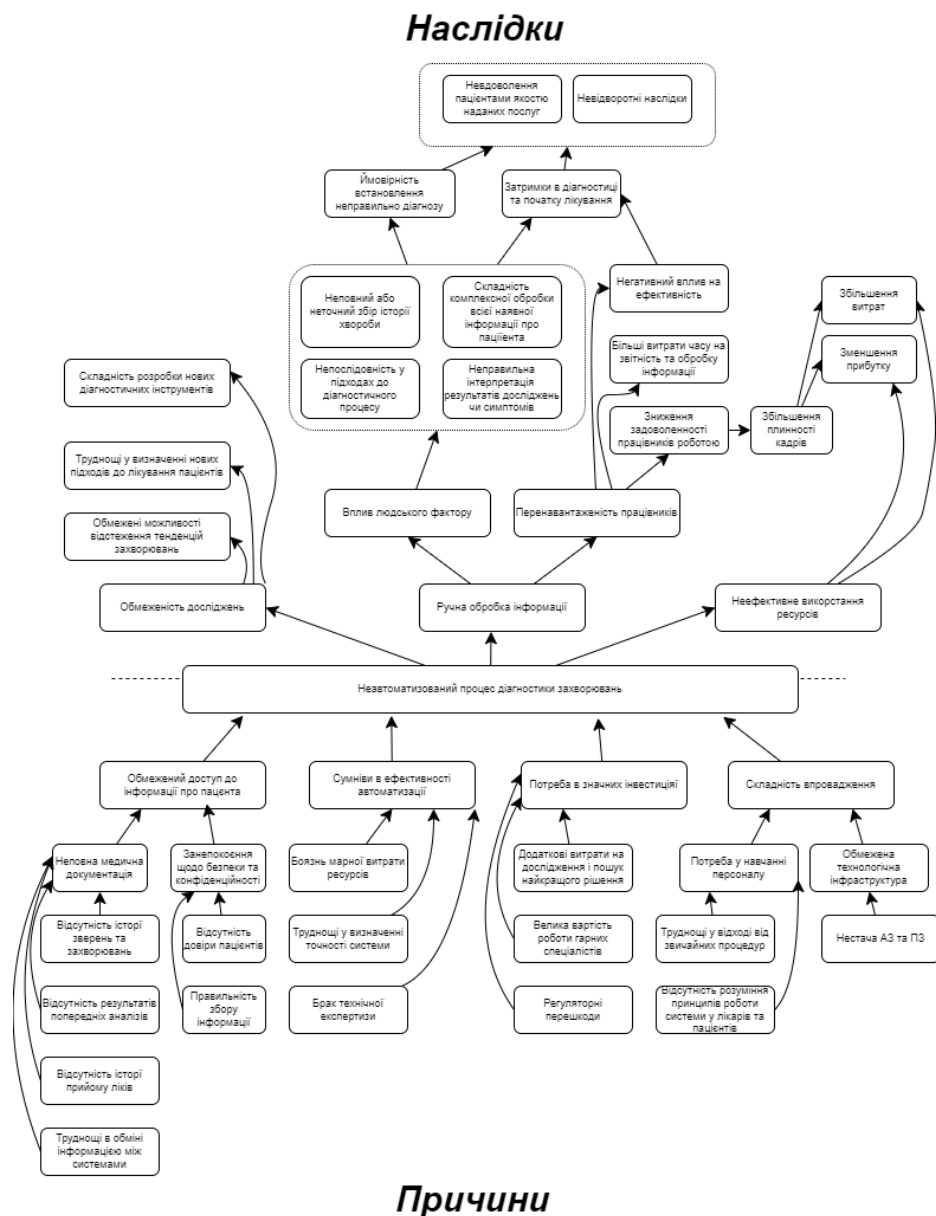 Наслідки
Невдоволення
пацієнтами якостю
наданих послуг
Невідворотні наслідки
Ймовірність
встановлення
неправильно діагнозу
Затримки в діагностиці
та початку лікування
Неповний або
неточний збір історії
хвороби
Складність
комплексної обробки
всієї наявної
інформації про
паціїента
Непослідовність у
підходах до
діагностичного
процесу
Неправильна
інтерпретація
результатів досліджень
чи симптомів
Негативний вплив на
ефективність
Збільшення
витрат
Більші витрати часу на
звітність та обробку
інформації
Зменшення
прибутку
Складність розробки нових
діагностичних інструментів
Зниження
задоволенності
працівників роботою
Збільшення
плинності
кадрів
Труднощі у визначенні нових
підходів до лікування пацієнтів
Вплив людського фактору
Перенавантаженість працівників
Обмежені можливості
відстеження тенденцій
захворювань
Обмеженість досліджень
Ручна обробка інформації
Неефективне викорстання
ресурсів
Неавтоматизований процес діагностики захворювань
Обмежений доступ до
інформації про пацєнта
Сумніви в ефективності
автоматизації
Потреба в значних інвестиціяї
Складність впровадження
Неповна медична
документація
Занепокоєння
щодо безпеки та
конфіденційності
Боязнь марної витрати
ресурсів
Додаткові витрати на
дослідження і пошук
найкращого рішення
Потреба у навчанні
персоналу
Обмежена
технологічна
інфраструктура
Відсутність історі
зверень та
захворювань
Відсутність
довіри пацієнтів
Труднощі у визначенні
точності системи
Велика вартість
роботи гарних
спеціалістів
Труднощі у відході від
звичайних процедур
Нестача АЗ та ПЗ
Відсутність результатів
попередніх аналізів
Правильність
збору
інформації
Брак технічної
експертизи
Регуляторні
перешкоди
Відсутність розуміння
принципів роботи
системи у лікарів та
пацієнтів
Відсутність історії
прийому ліків
Труднощі в обміні
інформацією між
системами
Причини